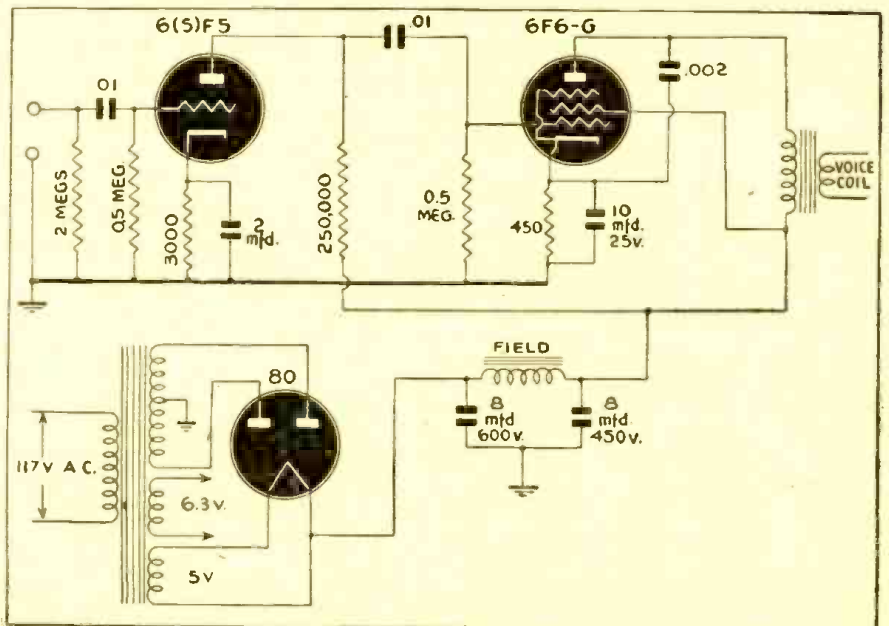 6(S)F5
.01
6F6-G
.002
01
2 MEGS
0.5 MEG.
3000
2
mfd.
250,000
0.5
MEG.
450
10
mfd.
25v.
VOICE
COIL
80
FIELD
8
mfd
600v.
8
mfd.
450v.
117V A.C.
6.3v.
5V